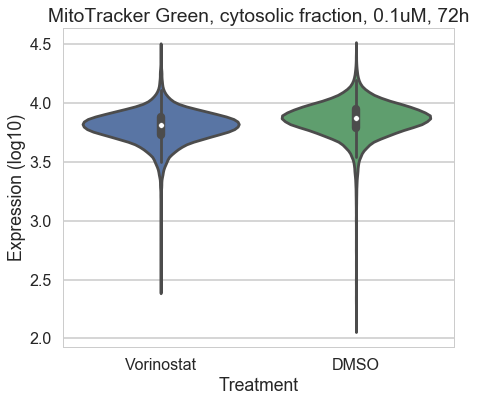 MitoTracker Green, cytosolic fraction, 0.1uM, 72h
4.5
4.0
3.5
3.0
2.5
2.0
Expression (log10)
Vorinostat DMSO
Treatment